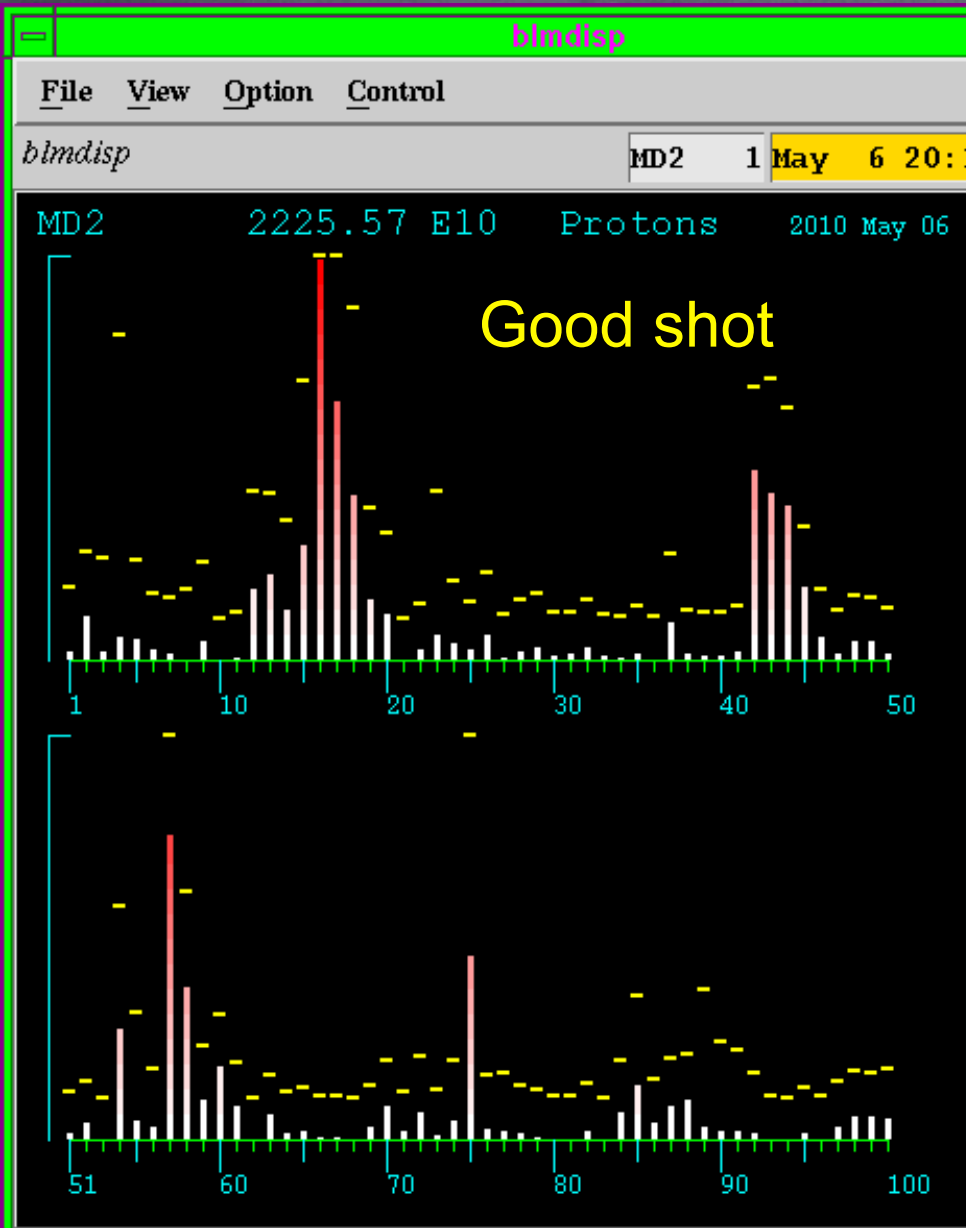 blmdisp
File View Option Control
blmdisp MD2 1 May 6 20:
MD2 2225.57 E10 Protons 2010 May 06
Good shot
1 10 20 30 40 50
51 60 70 80 90 100